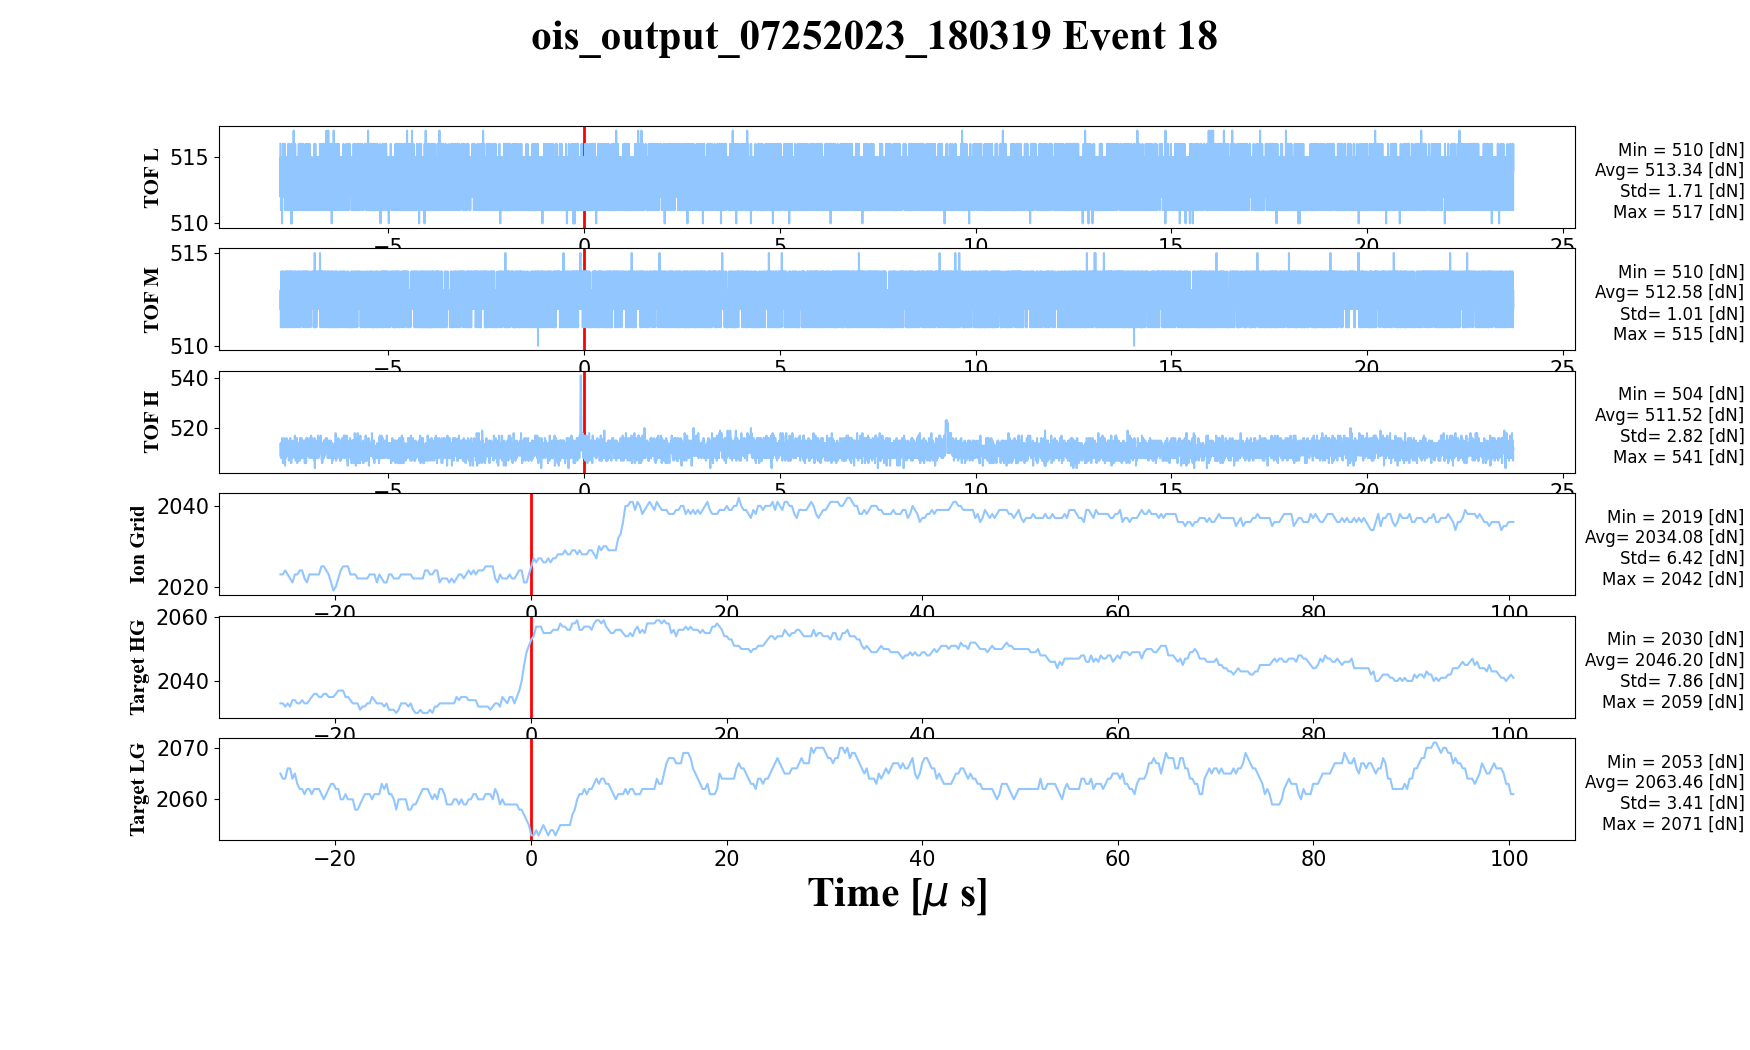 ois_output_07252023_180319 Event 18
TOF L
515
510
Min = 510 [dN]
Avg= 513.34 [dN]
Std= 1.71 [dN]
Max = 517 [dN]
−5 0 5 10 15 20 25
TOF M
515
510
Min = 510 [dN]
Avg= 512.58 [dN]
Std= 1.01 [dN]
Max = 515 [dN]
−5 0 5 10 15 20 25
TOF H
540
520
Min = 504 [dN]
Avg= 511.52 [dN]
Std= 2.82 [dN]
Max = 541 [dN]
−5 0 5 10 15 20 25
Ion Grid
2040
2020
Min = 2019 [dN]
Avg= 2034.08 [dN]
Std= 6.42 [dN]
Max = 2042 [dN]
−20 0 20 40 60 80 100
Target HG
2060
2040
Min = 2030 [dN]
Avg= 2046.20 [dN]
Std= 7.86 [dN]
Max = 2059 [dN]
−20 0 20 40 60 80 100
Target LG
2070
2060
Min = 2053 [dN]
Avg= 2063.46 [dN]
Std= 3.41 [dN]
Max = 2071 [dN]
−20 0 20 40 60 80 100
Time [μ s]